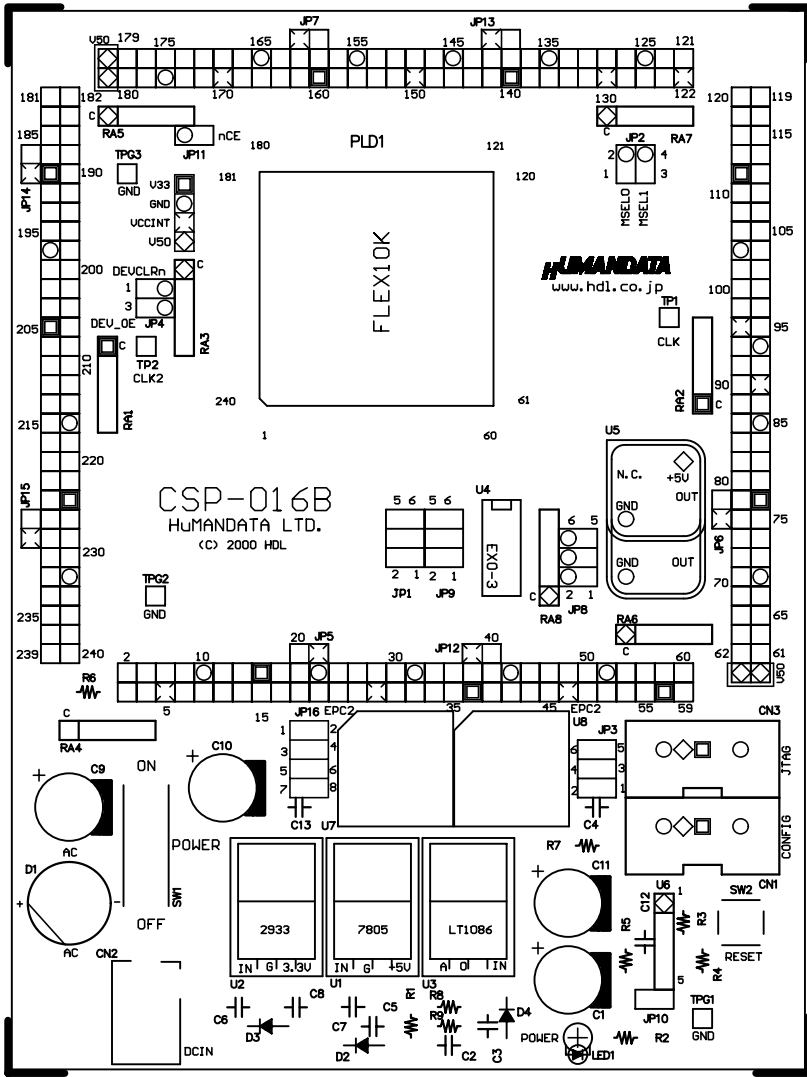 JP7 JP13
V50 179 175 165 155 145 135 125 121
180 170 160 150 140 130 122
181 182 120 119
C RA5 C RA7
185 nCE PLD1 JP2 115
JP11 180 121
TPG3 2 4
190 GND V33 181 120 1 3 110
JP14 GND MSEL0 MSEL1
195 VCCINT 105
V50 FLEX10K HUMANDATA
200 DEVCLRn C www.hdl.co.jp 100
1 TP1
3
205 DEV_OE JP4 RA3 CLK 95
C TP2
210 CLK2 90
RA1 240 61 RA2 C
215 1 60 U5 85
220 N.C. +5V 80
JP15 CSP-016B 5 6 5 6 U4 GND OUT
HuMANDATA LTD. 6 5 75
(C) 2000 HDL EXO-3 JP6
230 GND OUT
TPG2 2 1 2 1 C 2 1 70
GND JP1 JP9 RA8 JP8
235 RA6 65
239 240 2 10 20 JP5 30 JP12 40 50 60 C 62 61
R6 V50
5 15 JP16 EPC2 35 45 EPC2 55 59
C U8 JP3 CN3
RA4 1 2
C10 3 4 6 5 JTAG
ON 5 6 4 3
C9 7 8 2 1
C13 U7 C4 CONFIG
AC POWER R7
D1 C11 U6 1 SW2 CN1
SW1 C12
2933 7805 LT1086 R5 R3
OFF
AC
CN2 IN G 3.3V IN G +5V A O IN R4 RESET
U2 U1 U3 5
C6 C8 C5 R1 R8 D4 C1 TPG1
D3 C7 R9 JP10
DCIN D2 C2 C3 POWER R2 GND
LED1